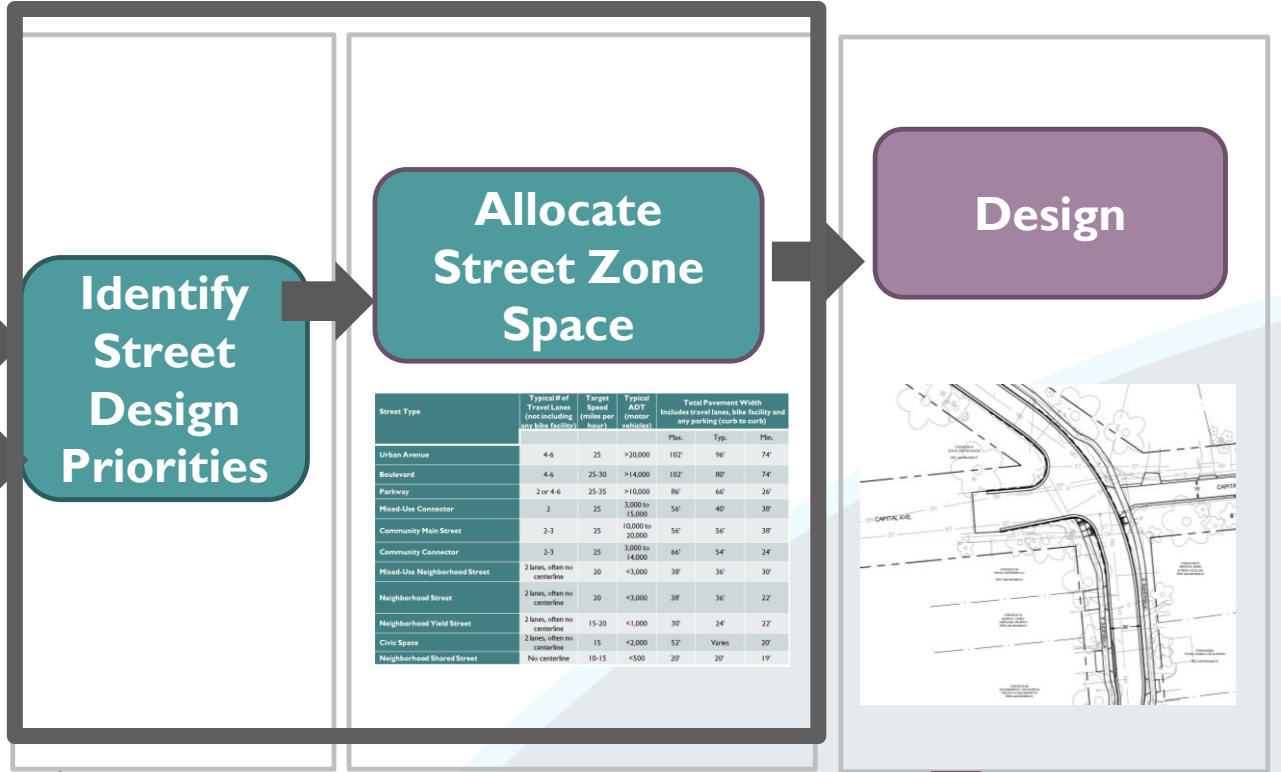 Identify
Street
Design
Priorities
Allocate
Street Zone
Space
Design
Street Type
Typical # of
Travel Lanes
(not including
any bike facility)
Target
Speed
(miles per
hour)
Typical
ADT
(motor
vehicles)
Total Pavement Width
Includes travel lanes, bike facility and
any parking (curb to curb)
Max. Typ. Min.
Urban Avenue 4-6 25 >20,000 102' 96' 74'
Boulevard 4-6 25-30 >14,000 102' 80' 74'
Parkway 2 or 4-6 25-35 >10,000 86' 66' 26'
Mixed-Use Connector 2 25 3,000 to
15,000 56' 40' 38'
Community Main Street 2-3 25 10,000 to
20,000 56' 56' 38'
Community Connector 2-3 25 3,000 to
14,000 66' 54' 24'
Mixed-Use Neighborhood Street 2 lanes, often no
centerline 20 <3,000 38' 36' 30'
Neighborhood Street 2 lanes, often no
centerline 20 <3,000 38' 36' 22'
Neighborhood Yield Street 2 lanes, often no
centerline 15-20 <1,000 30' 24' 22'
Civic Space 2 lanes, often no
centerline 15 <2,000 52' Varies 20'
Neighborhood Shared Street No centerline 10-15 <500 20' 20' 19'
CAPITAL AVE.
CAPITA